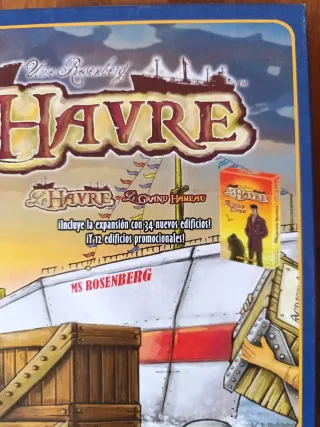 Uwe Rosenberg
HAVRE
Le HAVRE Le GRAND HAMEAU
¡Incluye la expansión con 34 nuevos edificios!
¡Y 12 edificios promocionales!
MS ROSENBERG